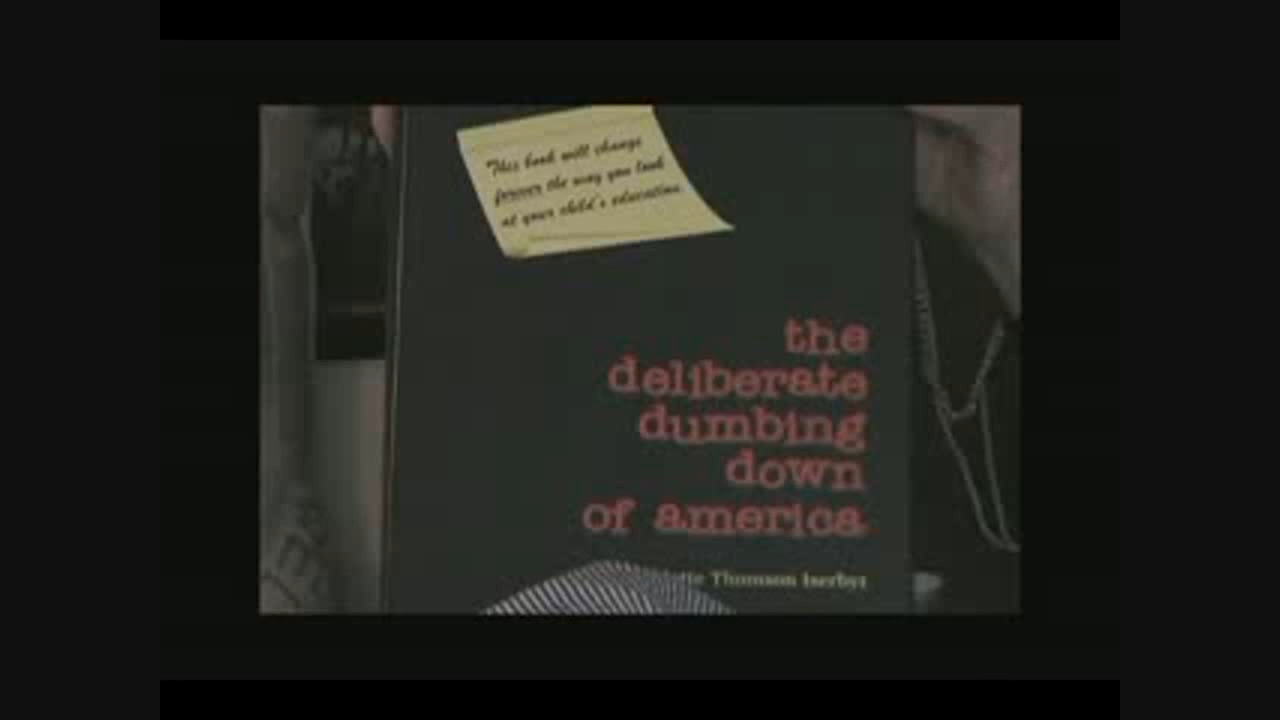 This book will change
forever the way you look
at your child's education.
the
deliberate
dumbing
down
of america
Thomson Iserbyt